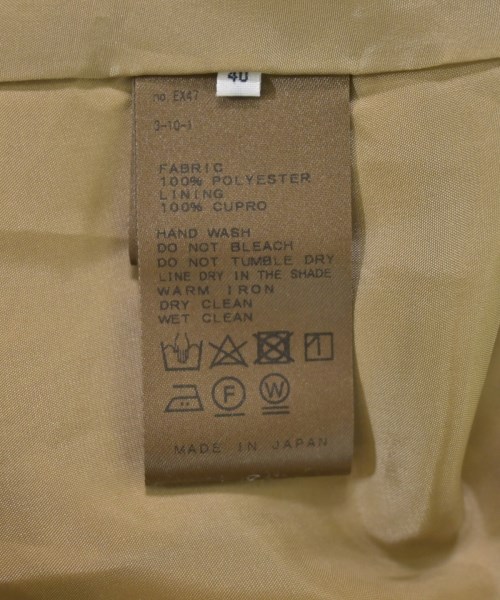 40
no. EX47
3-10-1
FABRIC
100% POLYESTER
LINING
100% CUPRO
HAND WASH
DO NOT BLEACH
DO NOT TUMBLE DRY
LINE DRY IN THE SHADE
WARM IRON
DRY CLEAN
WET CLEAN
F W
MADE IN JAPAN